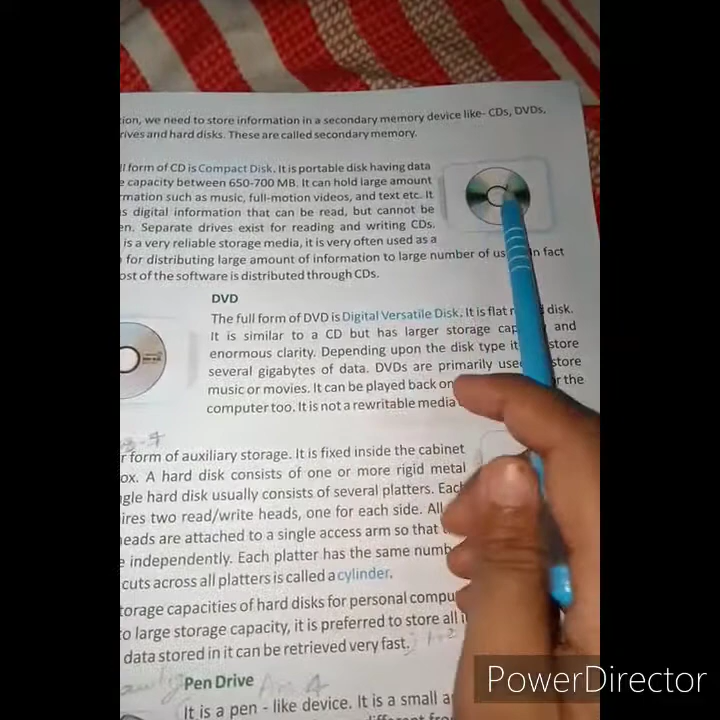 tion, we need to store information in a secondary memory device like- CDs, DVDs,
rives and hard disks. These are called secondary memory.
ll form of CD is Compact Disk. It is portable disk having data
e capacity between 650-700 MB. It can hold large amount
rmation such as music, full-motion videos, and text etc. It
s digital information that can be read, but cannot be
en. Separate drives exist for reading and writing CDs.
is a very reliable storage media, it is very often used as a
for distributing large amount of information to large number of us In fact
ost of the software is distributed through CDs.
DVD
The full form of DVD is Digital Versatile Disk. It is flat r d disk.
It is similar to a CD but has larger storage cap and
enormous clarity. Depending upon the disk type it store
several gigabytes of data. DVDs are primarily use store
music or movies. It can be played back on r the
computer too. It is not a rewritable media
r form of auxiliary storage. It is fixed inside the cabinet
ox. A hard disk consists of one or more rigid metal
gle hard disk usually consists of several platters. Each
ires two read/write heads, one for each side. All
heads are attached to a single access arm so that
e independently. Each platter has the same numb
cuts across all platters is called a cylinder.
torage capacities of hard disks for personal compu
to large storage capacity, it is preferred to store all i
data stored in it can be retrieved very fast.
Pen Drive
It is a pen - like device. It is a small a
different fro
PowerDirector